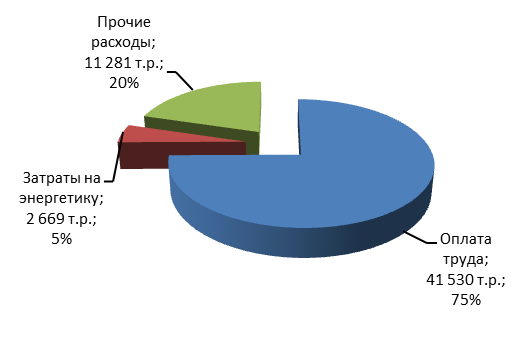 Прочие
расходы;
11 281 т.р.;
20%
Затраты на
энергетику;
2 669 т.р.;
5%
Оплата
труда;
41 530 т.р.;
75%